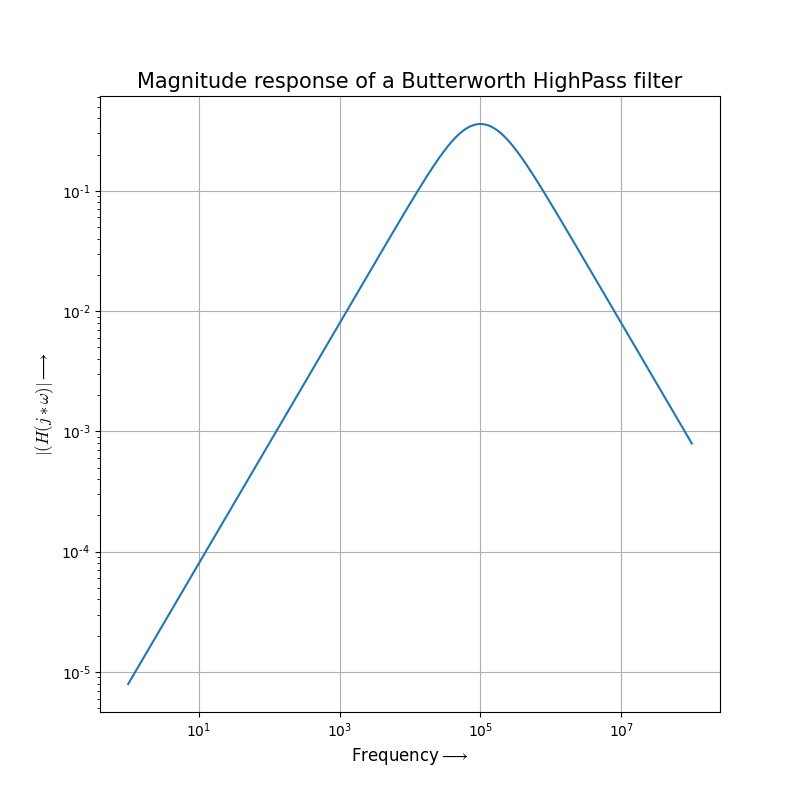 Magnitude response of a Butterworth HighPass filter
|(H(j∗ω)|⟶
10⁻¹
10⁻²
10⁻³
10⁻⁴
10⁻⁵
10¹ 10³ 10⁵ 10⁷
Frequency⟶